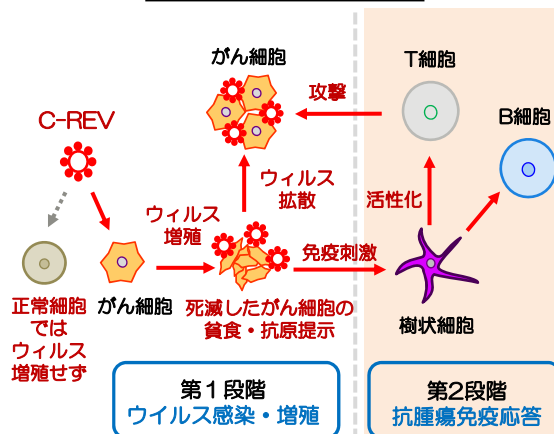 がん細胞
T細胞
攻撃
B細胞
C-REV
ウィルス
拡散
活性化
ウィルス
増殖
免疫刺激
正常細胞
では
ウィルス
増殖せず
がん細胞
死滅したがん細胞の
貧食・抗原提示
樹状細胞
第1段階
ウイルス感染・増殖
第2段階
抗腫瘍免疫応答